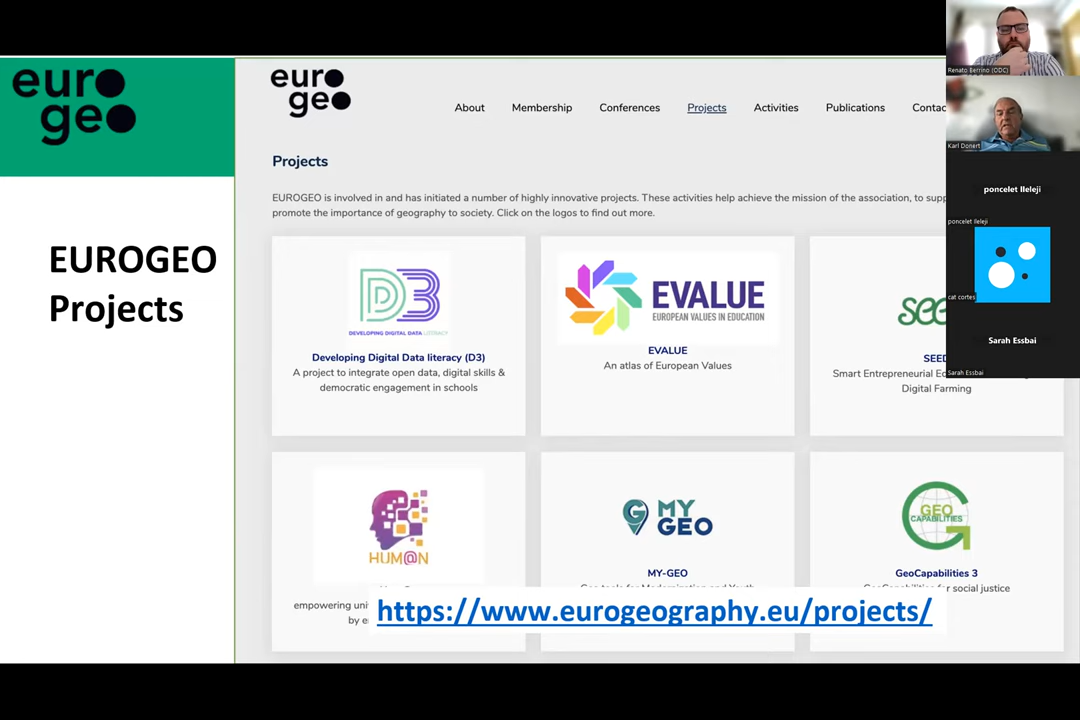 euro
geo
EUROGEO
Projects
euro
geo
About Membership Conferences Projects Activities Publications Contac
Projects
EUROGEO is involved in and has initiated a number of highly innovative projects. These activities help achieve the mission of the association, to supp
promote the importance of geography to society. Click on the logos to find out more.
D3
DEVELOPING DIGITAL DATA LITERACY
Developing Digital Data literacy (D3)
A project to integrate open data, digital skills &
democratic engagement in schools
EVALUE
EUROPEAN VALUES IN EDUCATION
EVALUE
An atlas of European Values
see
SEED
Smart Entrepreneurial Ed
Digital Farming
HUM@N
empowering uni
by e
MY
GEO
MY-GEO
GEO
CAPABILITIES
GeoCapabilities 3
GeoCapabilities for social justice
https://www.eurogeography.eu/projects/
Renato Berrino (ODC)
Karl Donert
poncelet Ileleji
poncelet Ileleji
cat cortes
Sarah Essbai
Sarah Essbai